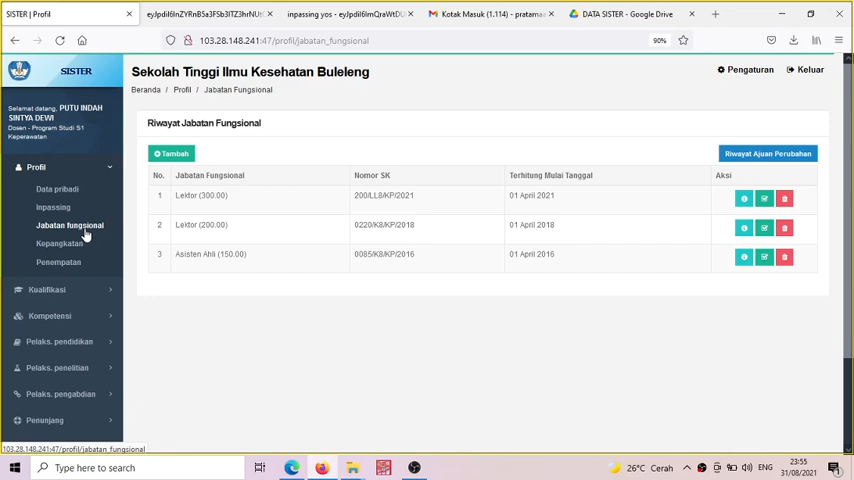 SISTER | Profil
eyJpdiI6InZYRnB5a3FSb3lTZ3hrNUtG
inpassing yos - eyJpdiI6ImQraWtDU
Kotak Masuk (1.114) - pratamas
DATA SISTER - Google Drive
103.28.148.241:47/profil/jabatan_fungsional
90%
SISTER
Sekolah Tinggi Ilmu Kesehatan Buleleng
Pengaturan
Keluar
Beranda / Profil / Jabatan Fungsional
Selamat datang, PUTU INDAH
SINTYA DEWI
Dosen - Program Studi S1
Keperawatan
Profil
Data pribadi
Inpassing
Jabatan fungsional
Kepangkatan
Penempatan
Kualifikasi
Kompetensi
Pelaks. pendidikan
Pelaks. penelitian
Pelaks. pengabdian
Penunjang
Riwayat Jabatan Fungsional
Tambah
Riwayat Ajuan Perubahan
No. Jabatan Fungsional Nomor SK Terhitung Mulai Tanggal Aksi
1 Lektor (300.00) 200/LL8/KP/2021 01 April 2021
2 Lektor (200.00) 0220/K8/KP/2018 01 April 2018
3 Asisten Ahli (150.00) 0085/K8/KP/2016 01 April 2016
103.28.148.241:47/profil/jabatan_fungsional
Type here to search
26°C Cerah
ENG
23:55
31/08/2021
1